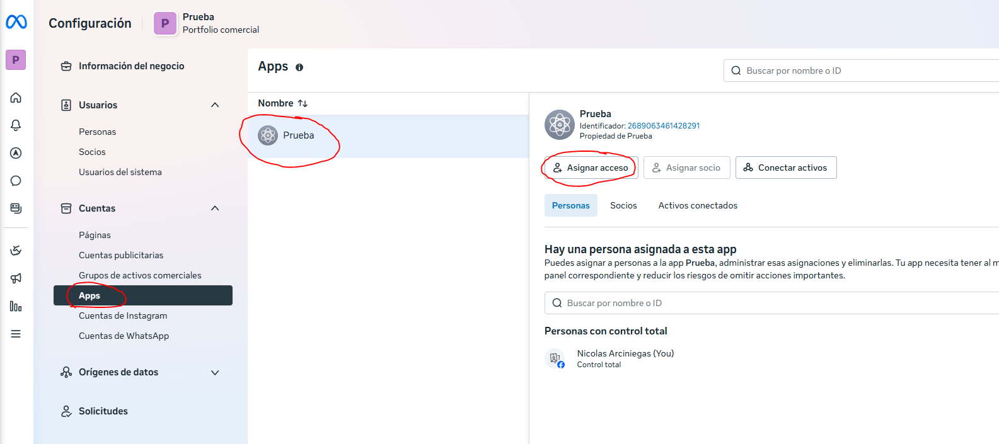 Configuración
P
Prueba
Portfolio comercial
P
Información del negocio
Usuarios
Personas
Socios
Usuarios del sistema
Cuentas
Páginas
Cuentas publicitarias
Grupos de activos comerciales
Apps
Cuentas de Instagram
Cuentas de WhatsApp
Orígenes de datos
Solicitudes
Apps
Buscar por nombre o ID
Nombre
Prueba
Prueba
Identificador: 2689063461428291
Propiedad de Prueba
Asignar acceso
Asignar socio
Conectar activos
Personas
Socios
Activos conectados
Hay una persona asignada a esta app
Puedes asignar a personas a la app Prueba, administrar esas asignaciones y eliminarlas. Tu app necesita tener al m
panel correspondiente y reducir los riesgos de omitir acciones importantes.
Buscar por nombre o ID
Personas con control total
Nicolas Arciniegas (You)
Control total